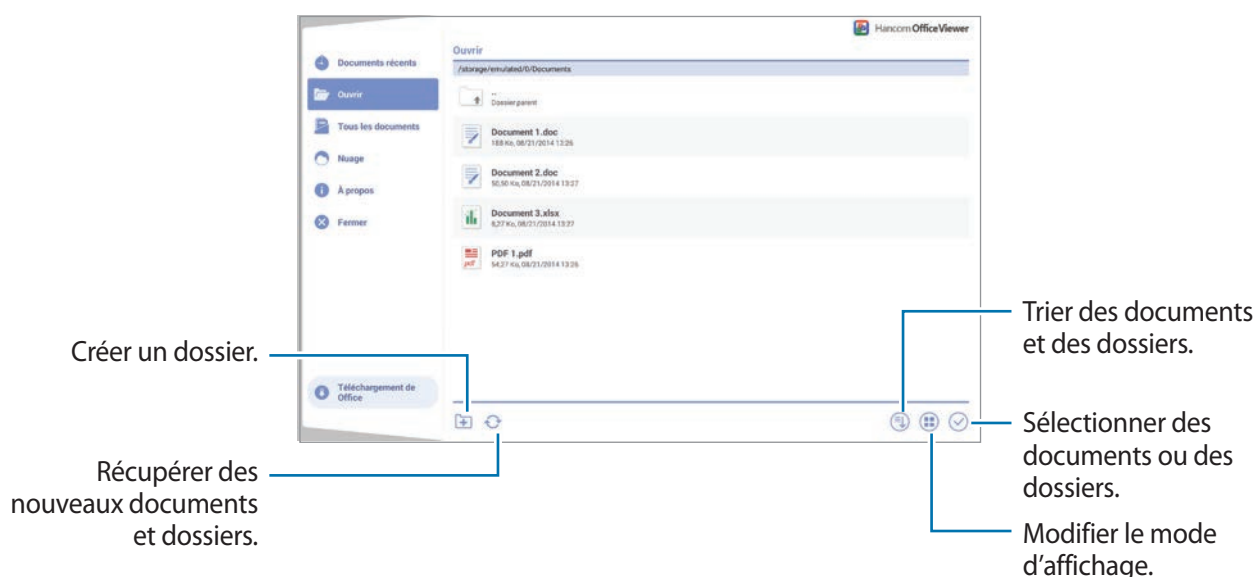 Hancom Office Viewer
Documents récents
Ouvrir
Tous les documents
Nuage
À propos
Fermer
Téléchargement de
Office
Ouvrir
/storage/emulated/0/Documents
..
Dossier parent
Document 1.doc
188 Ko, 08/21/2014 13:26
Document 2.doc
50,50 Ko, 08/21/2014 13:27
Document 3.xlsx
8,27 Ko, 08/21/2014 13:27
PDF 1.pdf
pdf
54,27 Ko, 08/21/2014 13:26
Créer un dossier.
Récupérer des
nouveaux documents
et dossiers.
Trier des documents
et des dossiers.
Sélectionner des
documents ou des
dossiers.
Modifier le mode
d’affichage.